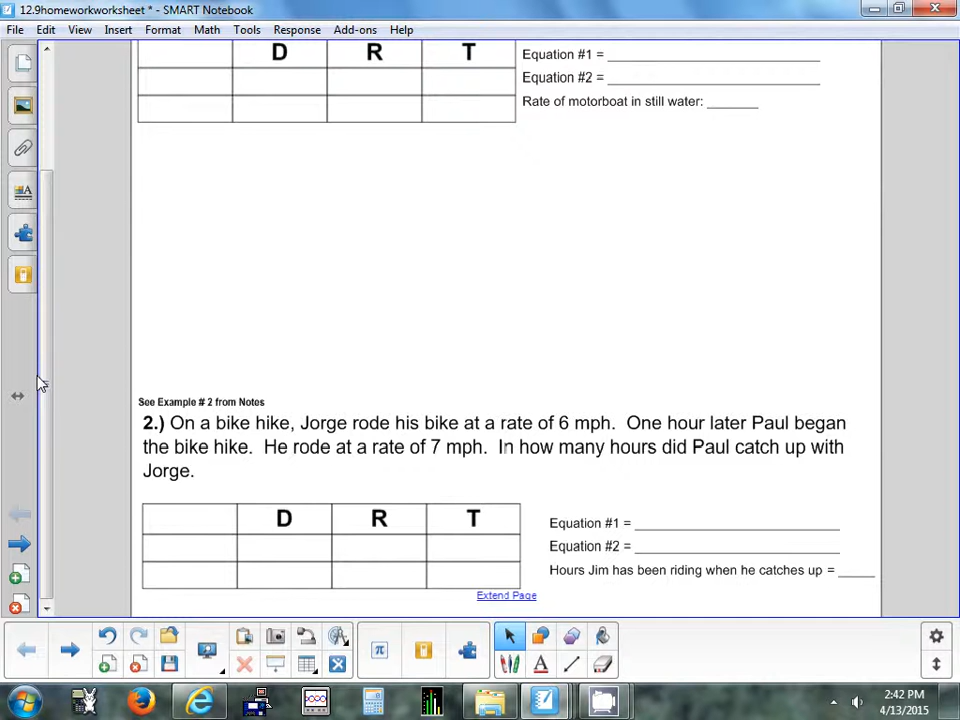 12.9homeworkworksheet * - SMART Notebook
File Edit View Insert Format Math Tools Response Add-ons Help
D R T
Equation #1 =
Equation #2 =
Rate of motorboat in still water:
See Example # 2 from Notes
2.) On a bike hike, Jorge rode his bike at a rate of 6 mph. One hour later Paul began
the bike hike. He rode at a rate of 7 mph. In how many hours did Paul catch up with
Jorge.
D R T
Equation #1 =
Equation #2 =
Hours Jim has been riding when he catches up =
Extend Page
2:42 PM
4/13/2015